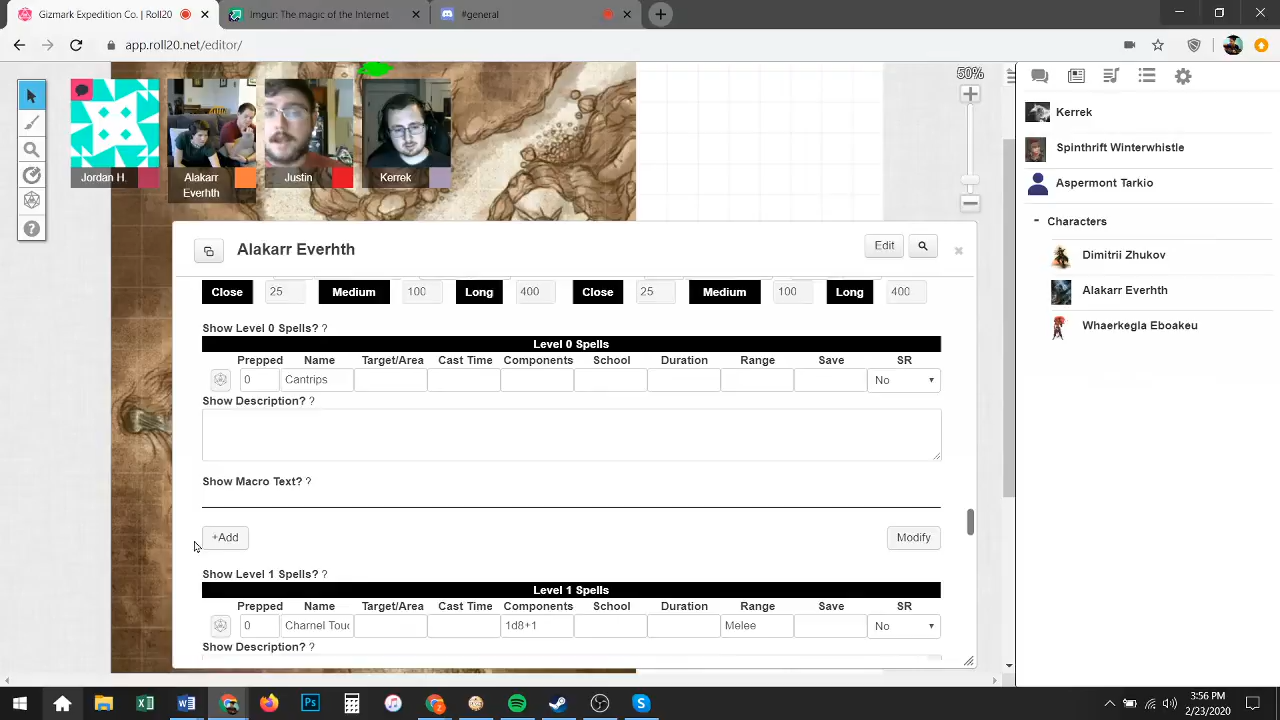 Gizmark Expedition Co. | Roll20
Imgur: The magic of the Internet
#general
app.roll20.net/editor/
50%
Jordan H.
Alakarr
Everhth
Justin
Kerrek
Kerrek
Spinthrift Winterwhistle
Aspermont Tarkio
Characters
Dimitrii Zhukov
Alakarr Everhth
Whaerkegla Eboakeu
Alakarr Everhth
Edit
Close 25 Medium 100 Long 400 Close 25 Medium 100 Long 400
Show Level 0 Spells? ?
Level 0 Spells
Prepped Name Target/Area Cast Time Components School Duration Range Save SR
0 Cantrips No
Show Description? ?
Show Macro Text? ?
+Add Modify
Show Level 1 Spells? ?
Level 1 Spells
Prepped Name Target/Area Cast Time Components School Duration Range Save SR
0 Charnel Touc 1d8+1 Melee No
Show Description? ?
3:56 PM
2/23/2020